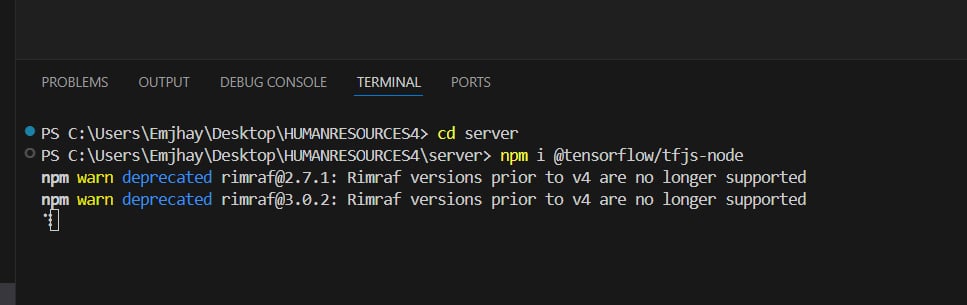 PROBLEMS OUTPUT DEBUG CONSOLE TERMINAL PORTS
PS C:\Users\Emjhay\Desktop\HUMANRESOURCES4> cd server
PS C:\Users\Emjhay\Desktop\HUMANRESOURCES4\server> npm i @tensorflow/tfjs-node
npm warn deprecated rimraf@2.7.1: Rimraf versions prior to v4 are no longer supported
npm warn deprecated rimraf@3.0.2: Rimraf versions prior to v4 are no longer supported